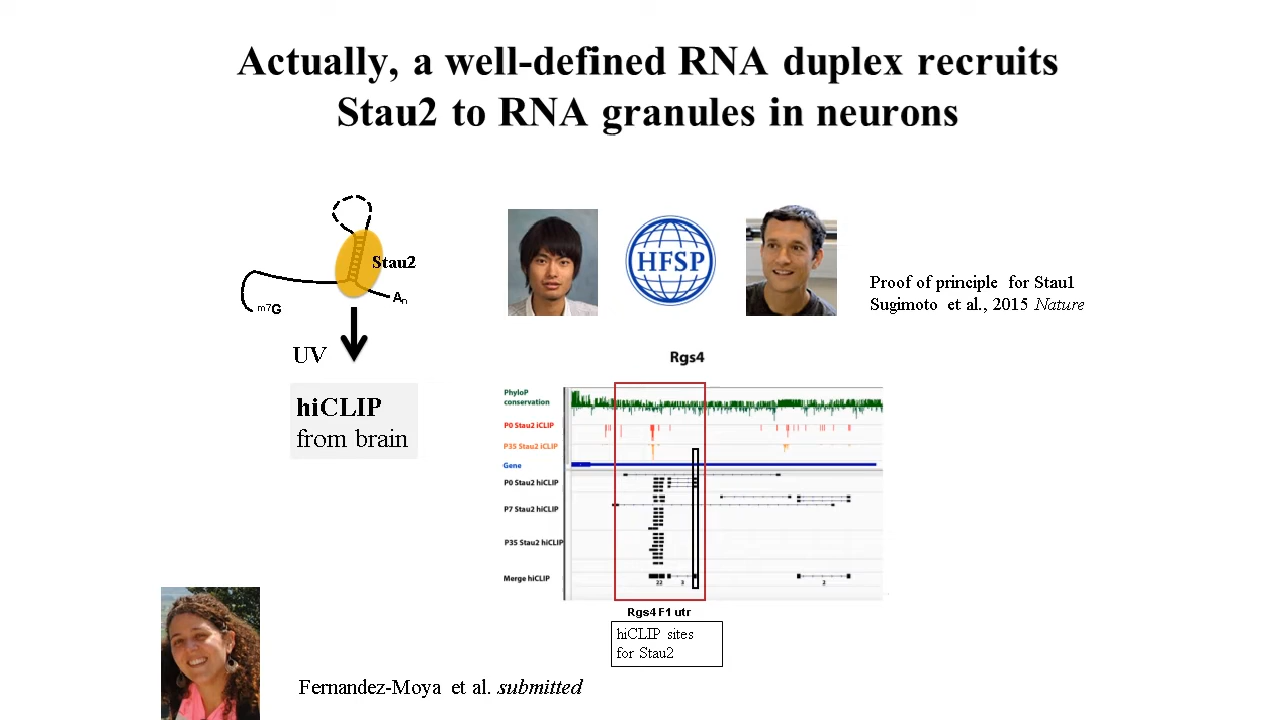 Actually, a well-defined RNA duplex recruits
Stau2 to RNA granules in neurons
Stau2
An
m7G
UV
hiCLIP
from brain
HFSP
Proof of principle for Stau1
Sugimoto et al., 2015 Nature
Rgs4
PhyloP
conservation
P0 Stau2 iCLIP
P35 Stau2 iCLIP
Gene
P0 Stau2 hiCLIP
P7 Stau2 hiCLIP
P35 Stau2 hiCLIP
Merge hiCLIP
22 3 2
Rgs4 F1 utr
hiCLIP sites
for Stau2
Fernandez-Moya et al. submitted